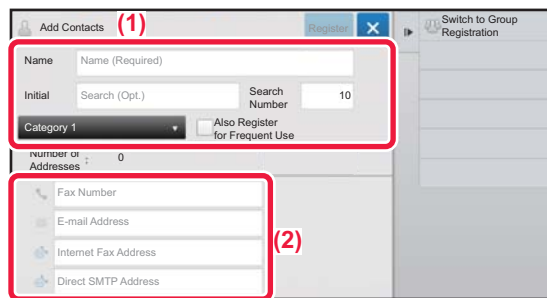 Add Contacts
(1)
Register
Switch to Group
Registration
Name
Name (Required)
Initial
Search (Opt.)
Search
Number
10
Category 1
Also Register
for Frequent Use
Number of
Addresses
:
0
Fax Number
E-mail Address
(2)
Internet Fax Address
Direct SMTP Address